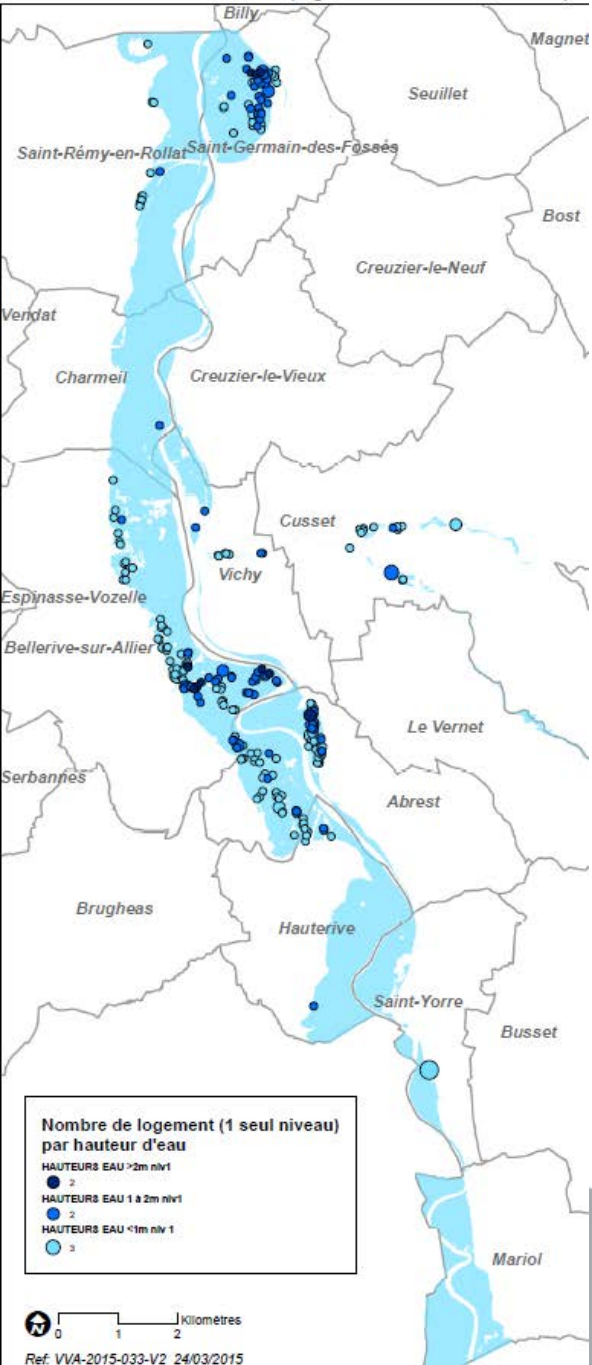 Billy
Magnet
Seuillet
Saint-Rémy-en-Rollat
Saint-Germain-des-Fossés
Bost
Creuzier-le-Neuf
Vendat
Charmeil
Creuzier-le-Vieux
Cusset
Vichy
Espinasse-Vozelle
Bellerive-sur-Allier
Le Vernet
Serbannes
Abrest
Brugheas
Hauterive
Saint-Yorre
Busset
Nombre de logement (1 seul niveau)
par hauteur d'eau
HAUTEURS EAU >2m niv1
2
HAUTEURS EAU 1 à 2m niv1
2
HAUTEURS EAU <1m niv 1
3
Mariol
N
Kilomètres
0 1 2
Ref: VVA-2015-033-V2 24/03/2015